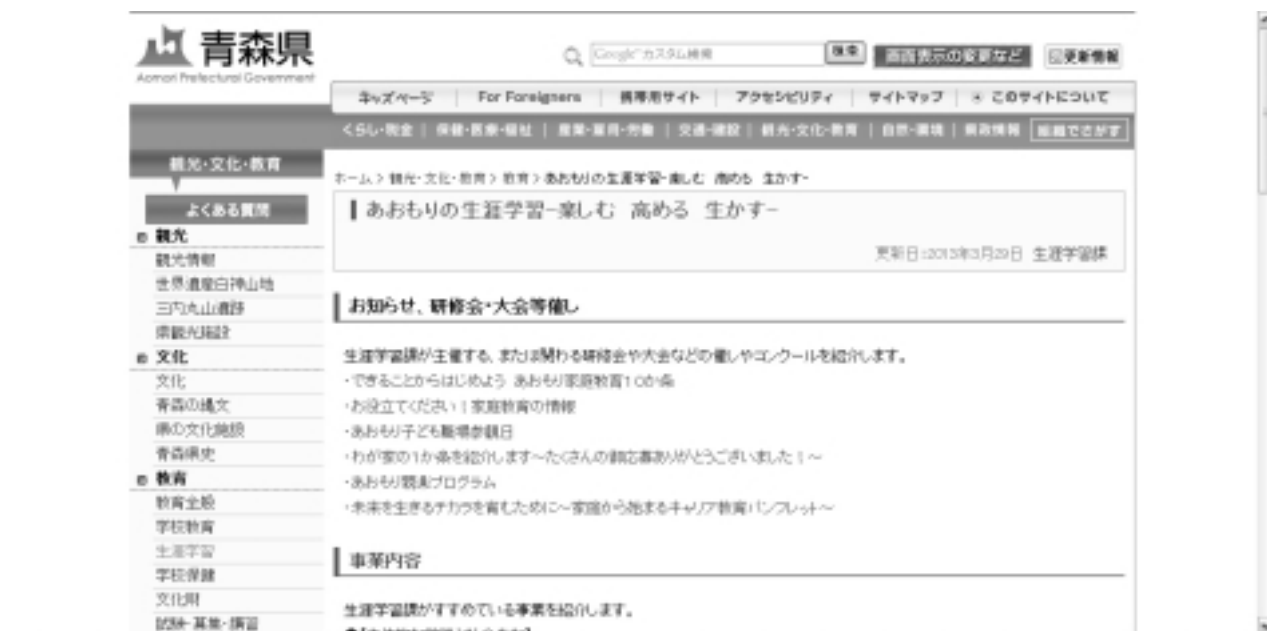 青森県
Aomori Prefectural Government
Google カスタム検索
検索
画面表示の変更など
更新情報
キッズページ | For Foreigners | 携帯用サイト | アクセシビリティ | サイトマップ | このサイトについて
くらし・税金 | 保健・医療・福祉 | 産業・雇用・労働 | 交通・建設 | 観光・文化・教育 | 自然・環境 | 県政情報 | 組織でさがす
観光・文化・教育
よくある質問
観光
観光情報
世界遺産白神山地
三内丸山遺跡
県観光施設
文化
文化
青森の縄文
県の文化施設
青森県史
教育
教育全般
学校教育
生涯学習
学校保健
文化財
試験・募集・講習
ホーム > 観光・文化・教育 > 教育 > あおもりの生涯学習-楽しむ 高める 生かす-
あおもりの生涯学習-楽しむ 高める 生かす-
更新日:2013年3月29日 生涯学習課
お知らせ、研修会・大会等催し
生涯学習課が主催する、または関わる研修会や大会などの催しやコンクールを紹介します。
・できることからはじめよう あおもり家庭教育10か条
・お役立てください!家庭教育の情報
・あおもり子ども職場参観日
・わが家の1か条を紹介します~たくさんの御応募ありがとうございました!~
・あおもり親楽プログラム
・未来を生きるチカラを育むために~家庭から始まるキャリア教育パンフレット~
事業内容
生涯学習課がすすめている事業を紹介します。